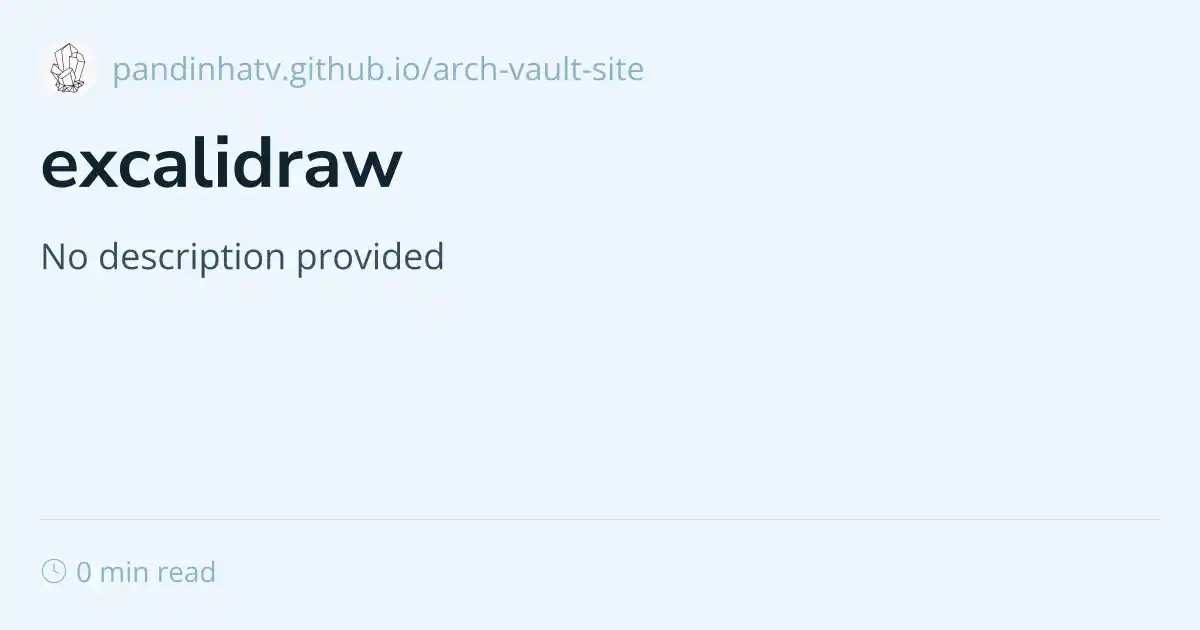 pandinhatv.github.io/arch-vault-site
excalidraw
No description provided
0 min read